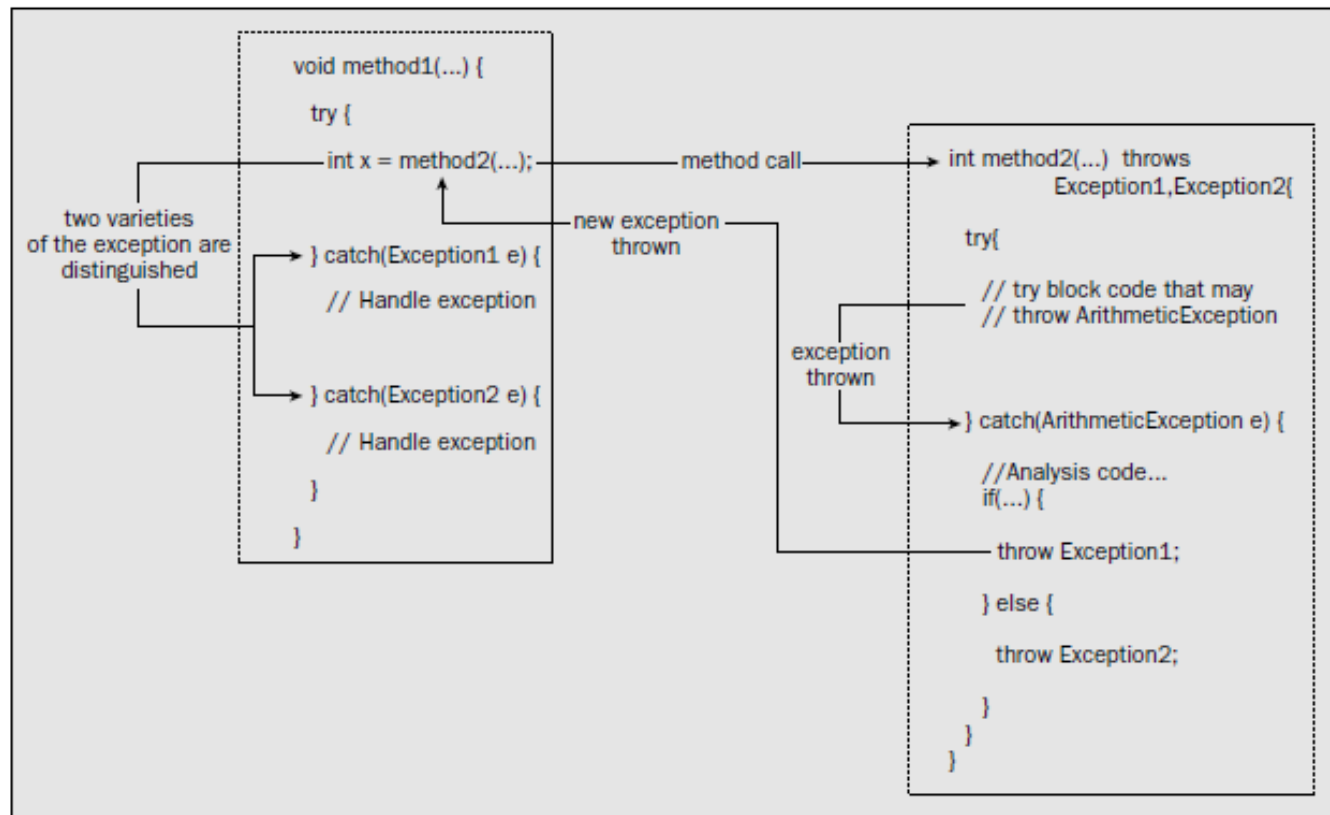 void method1(...) {
try {
int x = method2(...);
two varieties
of the exception are
distinguished
} catch(Exception1 e) {
// Handle exception
} catch(Exception2 e) {
// Handle exception
}
}
method call
new exception
thrown
int method2(...)  throws
Exception1,Exception2{
try{
// try block code that may
// throw ArithmeticException
exception
thrown
} catch(ArithmeticException e) {
//Analysis code...
if(...) {
throw Exception1;
} else {
throw Exception2;
}
}
}